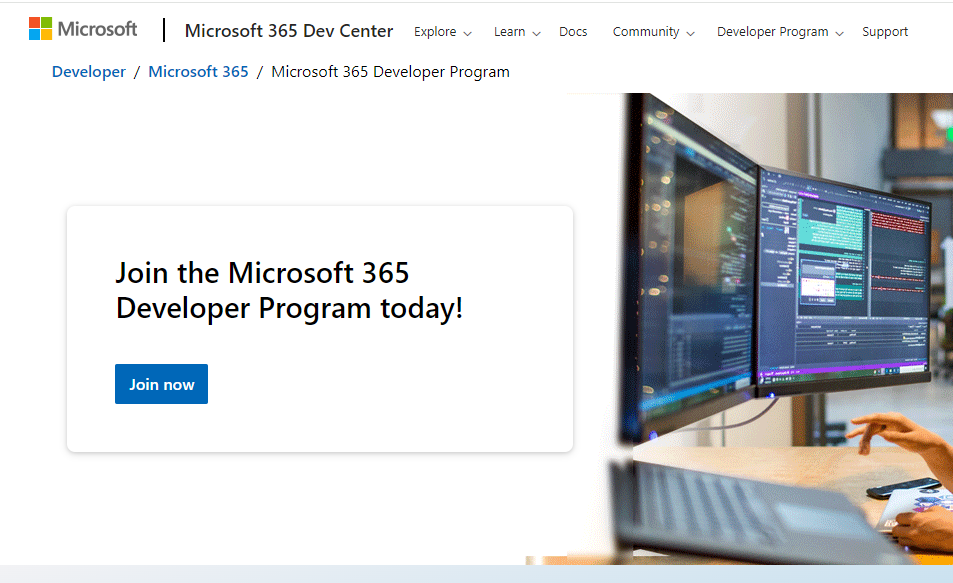 Microsoft
Microsoft 365 Dev Center
Explore
Learn
Docs
Community
Developer Program
Support
Developer / Microsoft 365 / Microsoft 365 Developer Program
Join the Microsoft 365
Developer Program today!
Join now